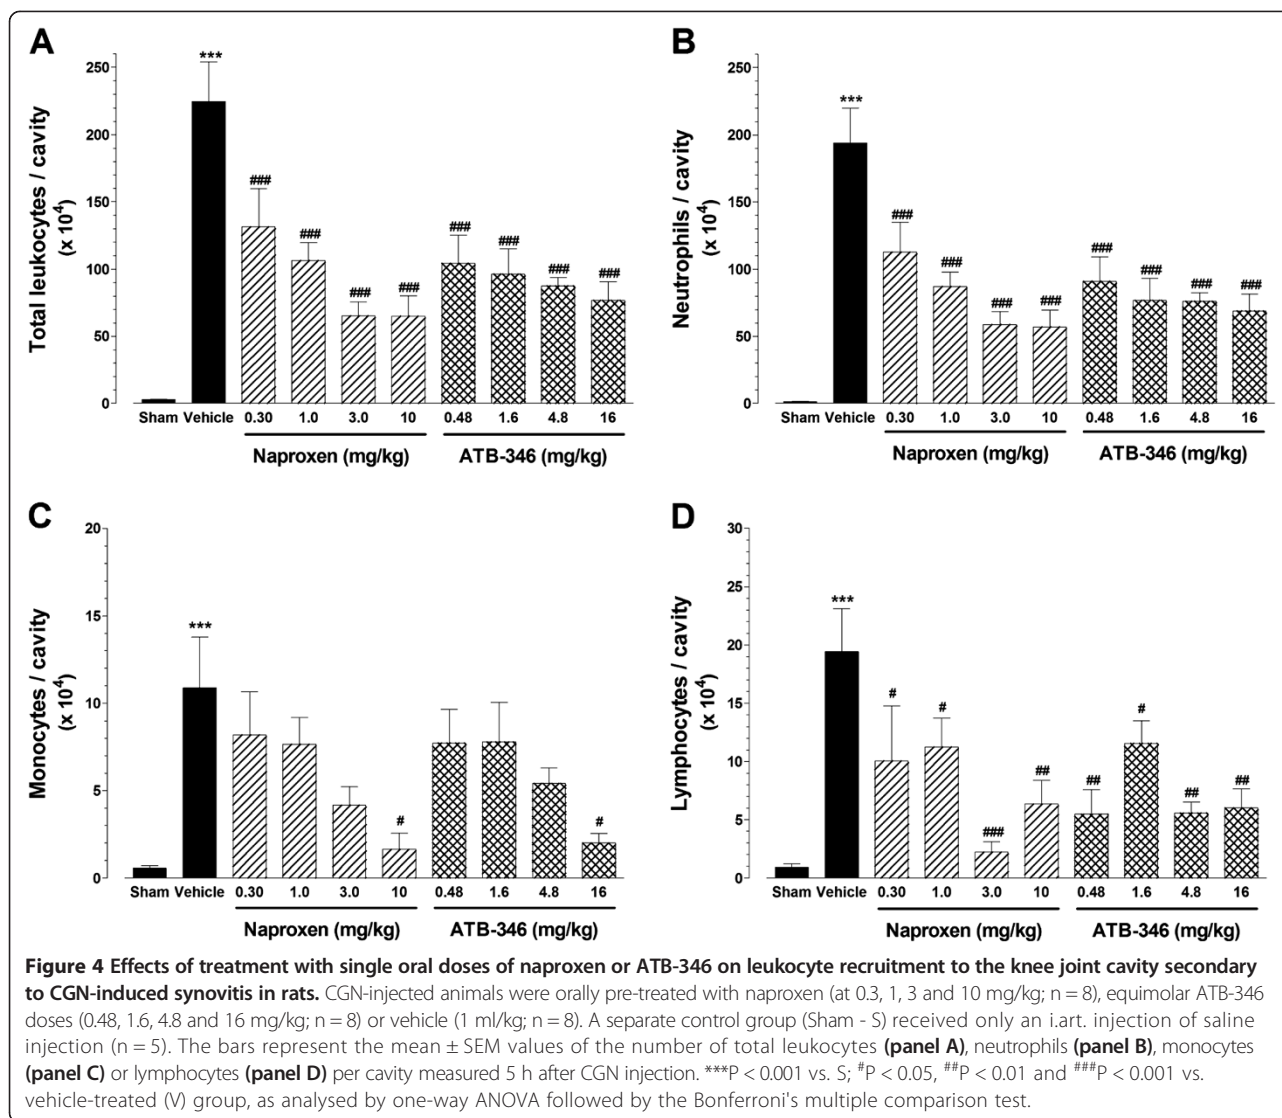 A
Total leukocytes / cavity
(x 10⁴)
250
200
150
100
50
0
***
###
###
###
###
###
###
###
###
Sham Vehicle 0.30 1.0 3.0 10 0.48 1.6 4.8 16
Naproxen (mg/kg) ATB-346 (mg/kg)
B
Neutrophils / cavity
(x 10⁴)
250
200
150
100
50
0
***
###
###
###
###
###
###
###
###
Sham Vehicle 0.30 1.0 3.0 10 0.48 1.6 4.8 16
Naproxen (mg/kg) ATB-346 (mg/kg)
C
Monocytes / cavity
(x 10⁴)
20
15
10
5
0
***
#
#
Sham Vehicle 0.30 1.0 3.0 10 0.48 1.6 4.8 16
Naproxen (mg/kg) ATB-346 (mg/kg)
D
Lymphocytes / cavity
(x 10⁴)
30
25
20
15
10
5
0
***
#
#
###
##
##
#
##
##
Sham Vehicle 0.30 1.0 3.0 10 0.48 1.6 4.8 16
Naproxen (mg/kg) ATB-346 (mg/kg)
Figure 4 Effects of treatment with single oral doses of naproxen or ATB-346 on leukocyte recruitment to the knee joint cavity secondary
to CGN-induced synovitis in rats. CGN-injected animals were orally pre-treated with naproxen (at 0.3, 1, 3 and 10 mg/kg; n = 8), equimolar ATB-346
doses (0.48, 1.6, 4.8 and 16 mg/kg; n = 8) or vehicle (1 ml/kg; n = 8). A separate control group (Sham - S) received only an i.art. injection of saline
injection (n = 5). The bars represent the mean ± SEM values of the number of total leukocytes (panel A), neutrophils (panel B), monocytes
(panel C) or lymphocytes (panel D) per cavity measured 5 h after CGN injection. ***P < 0.001 vs. S; #P < 0.05, ##P < 0.01 and ###P < 0.001 vs.
vehicle-treated (V) group, as analysed by one-way ANOVA followed by the Bonferroni's multiple comparison test.